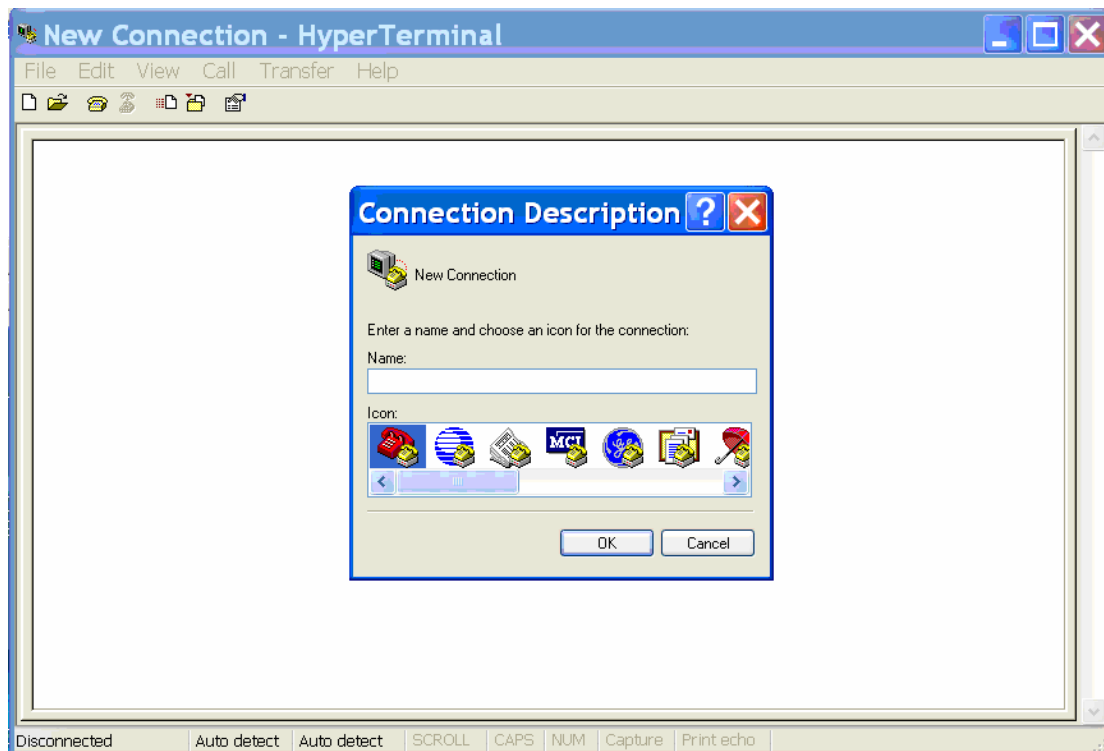 New Connection - HyperTerminal
File Edit View Call Transfer Help
Connection Description
New Connection
Enter a name and choose an icon for the connection:
Name:
Icon:
MCI
OK Cancel
Disconnected Auto detect Auto detect SCROLL CAPS NUM Capture Print echo